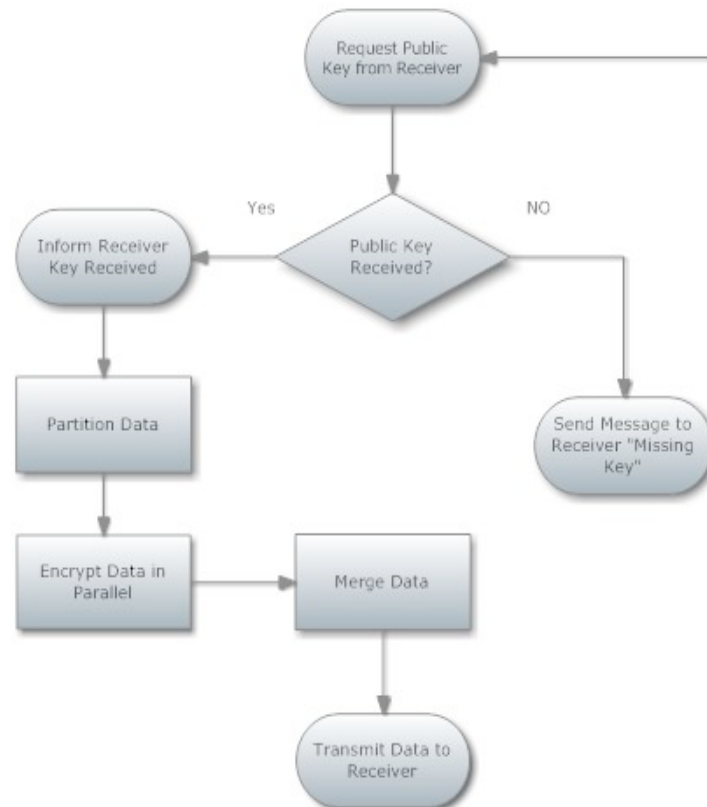 Request Public
Key from Receiver
Yes
NO
Public Key
Received?
Inform Receiver
Key Received
Partition Data
Send Message to
Receiver "Missing
Key"
Encrypt Data in
Parallel
Merge Data
Transmit Data to
Receiver